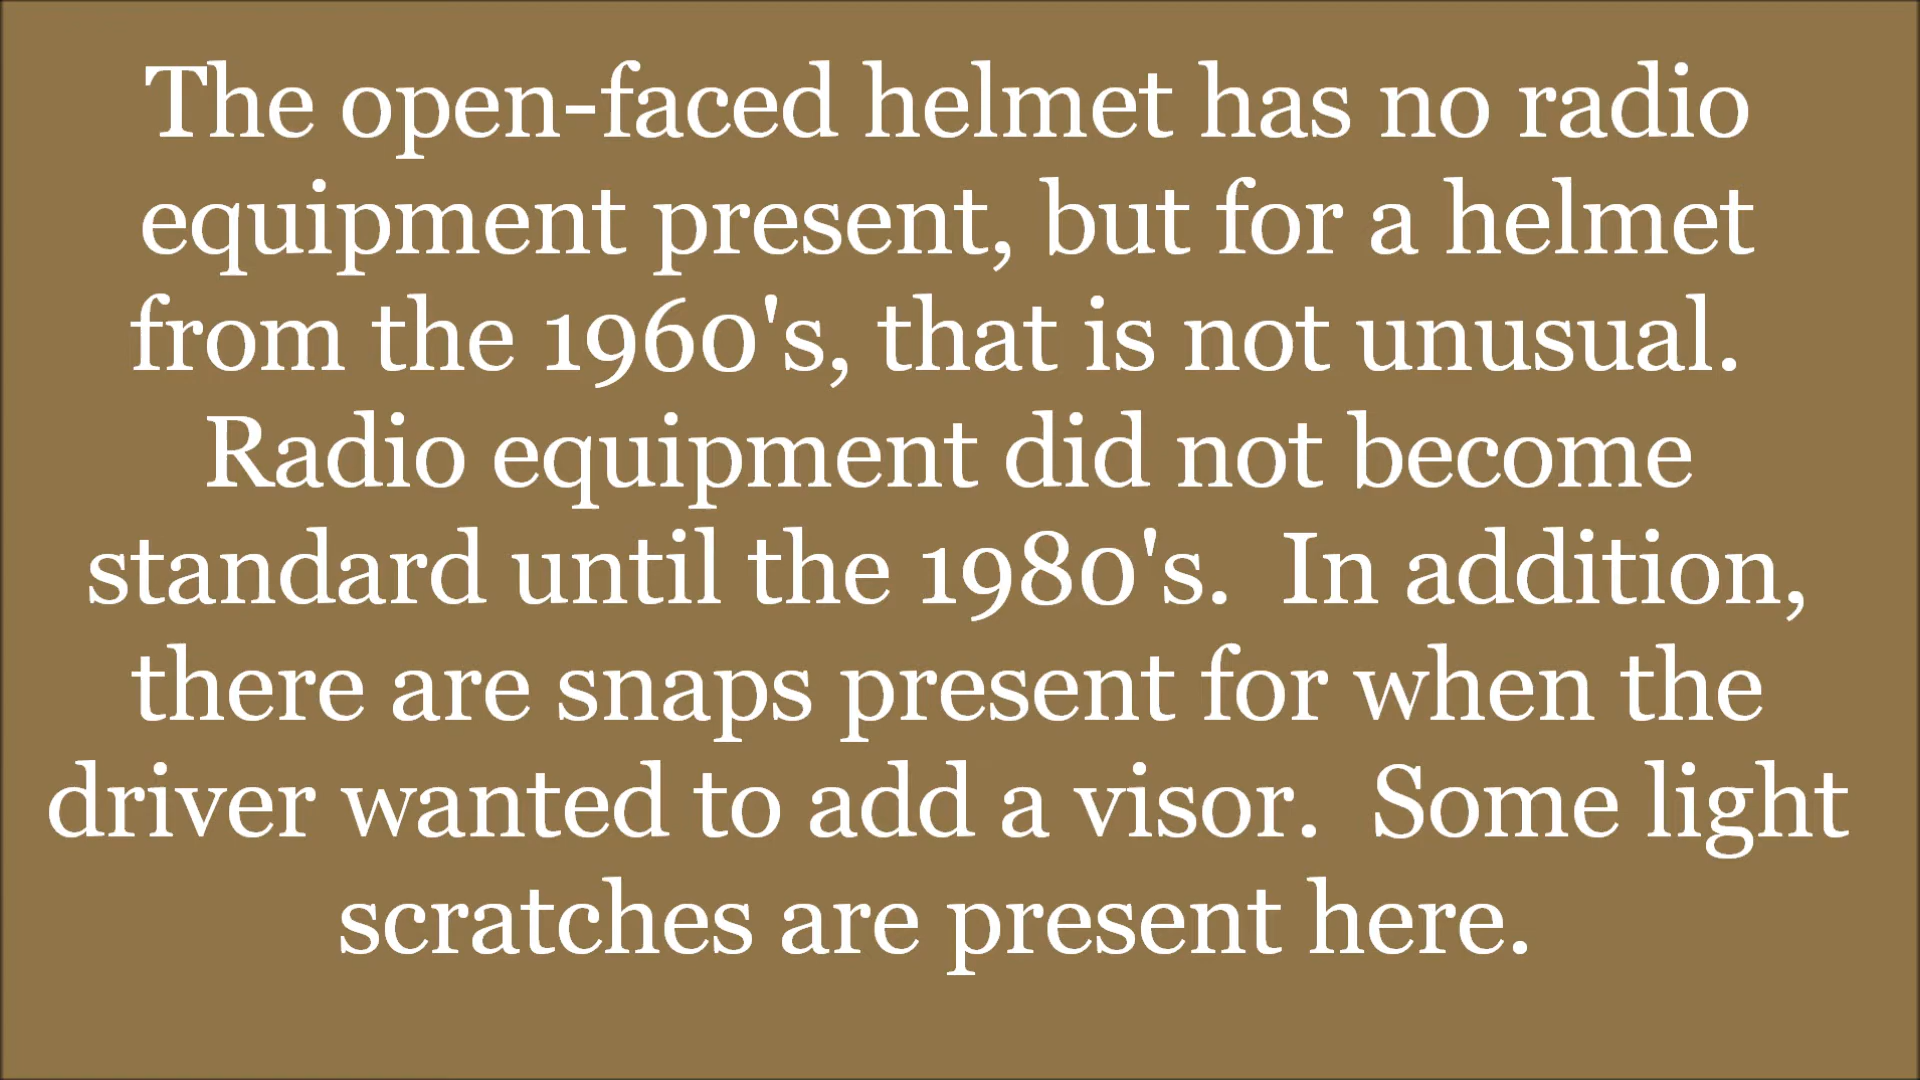 The open-faced helmet has no radio
equipment present, but for a helmet
from the 1960's, that is not unusual.
Radio equipment did not become
standard until the 1980's.  In addition,
there are snaps present for when the
driver wanted to add a visor.  Some light
scratches are present here.